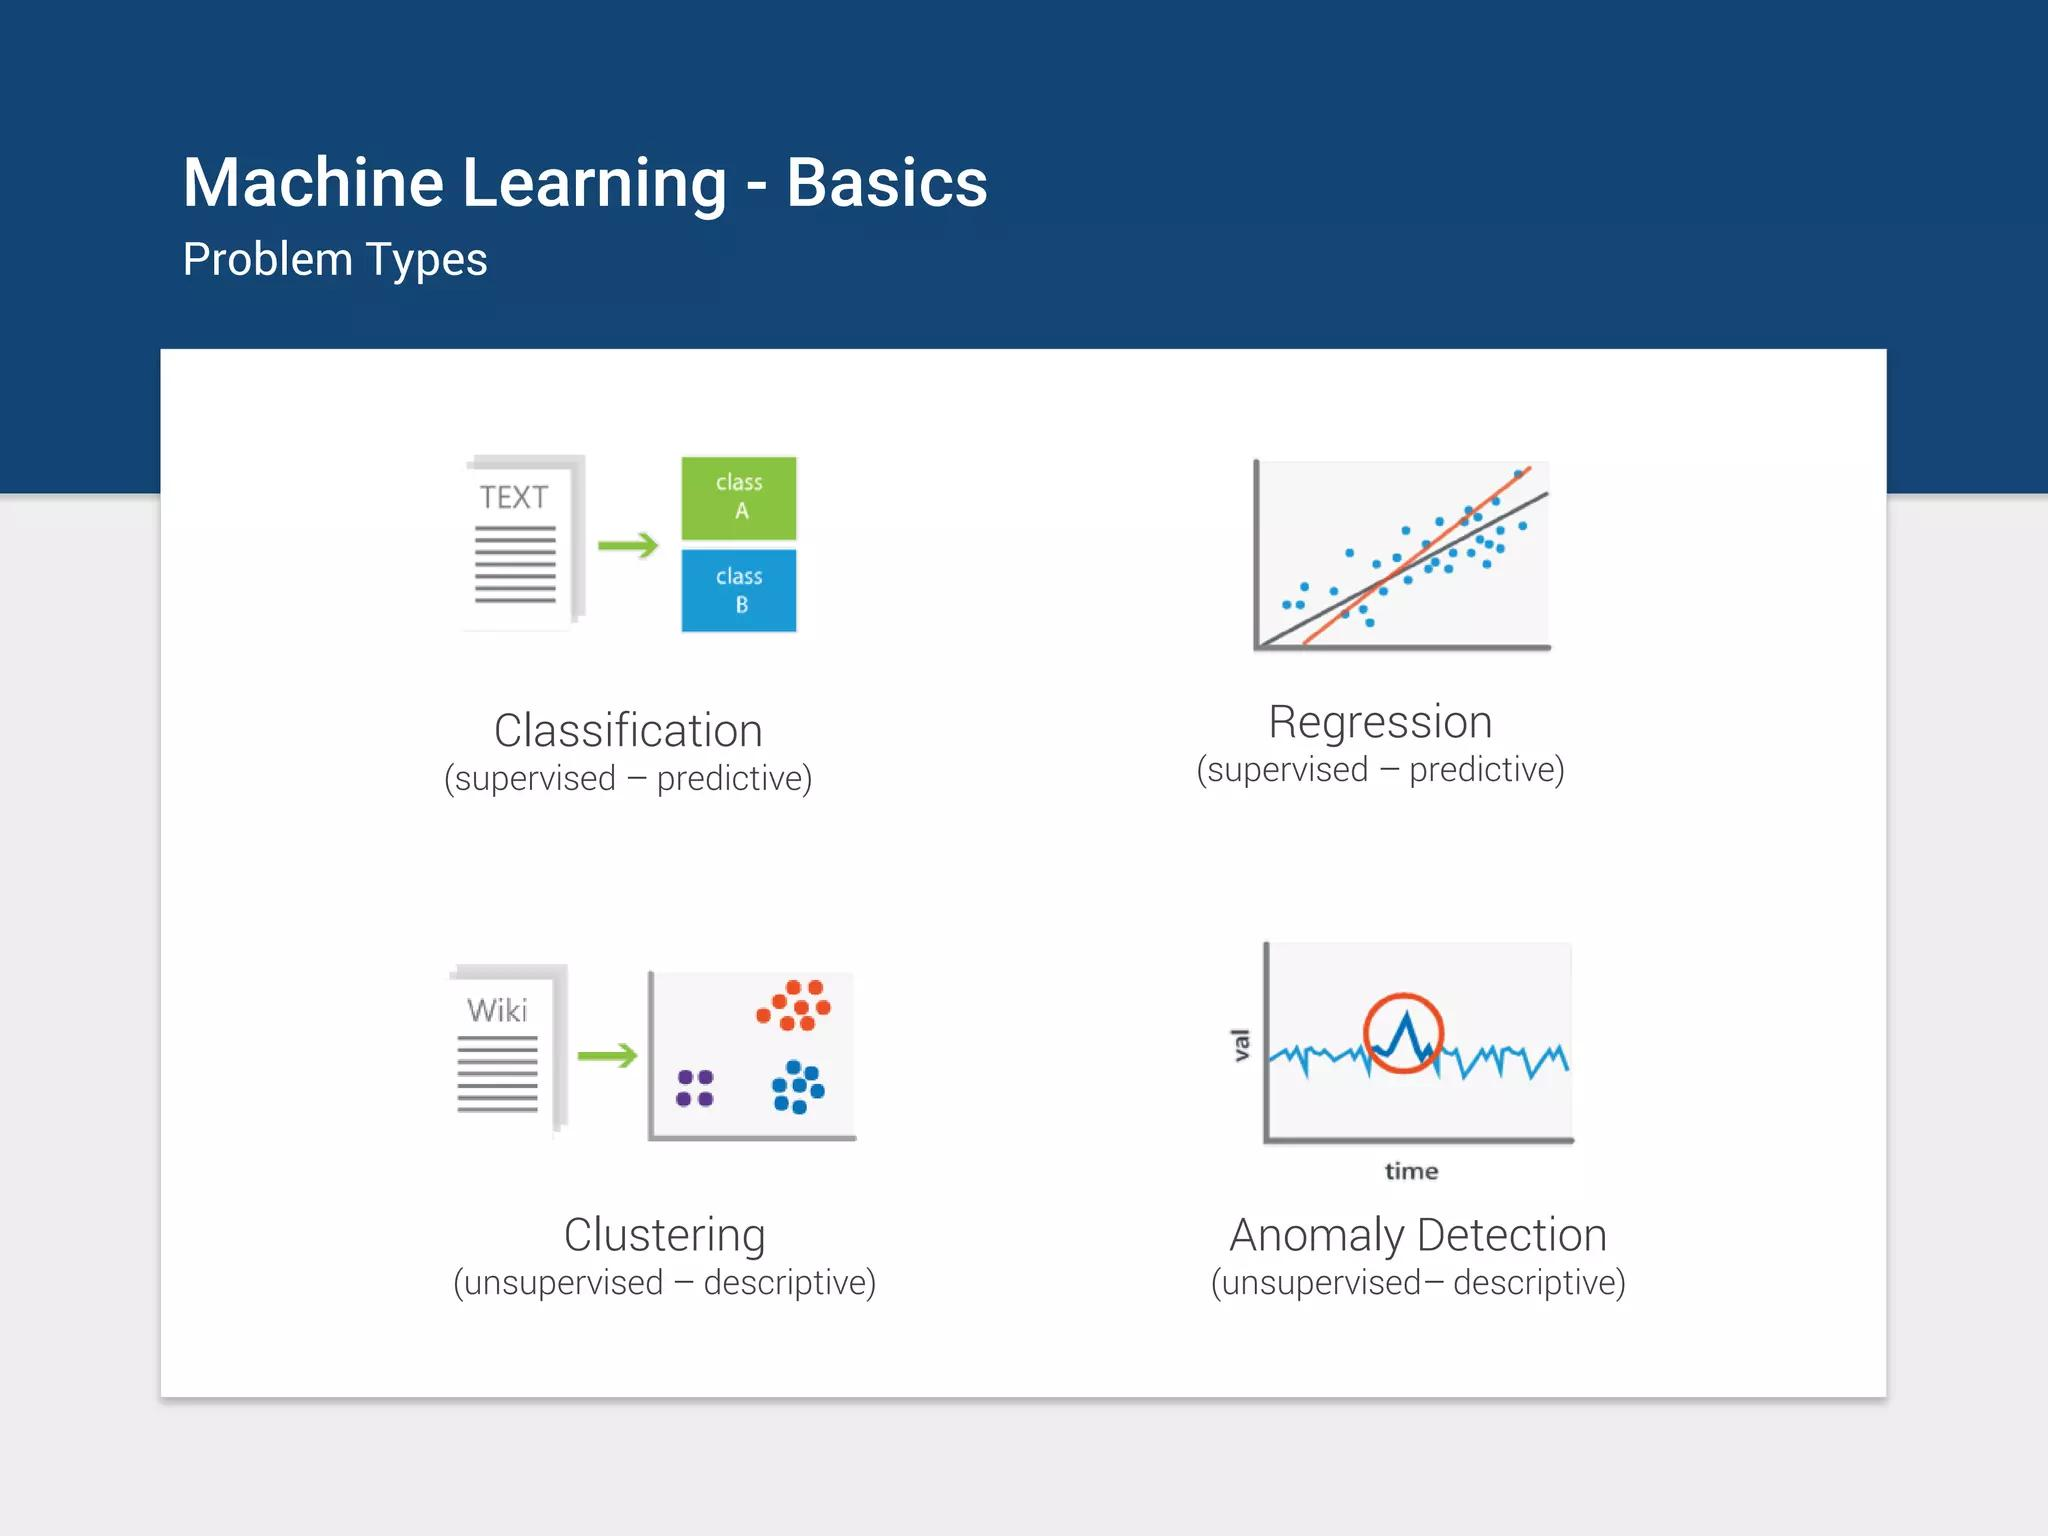 Machine Learning - Basics
Problem Types
TEXT
class
A
class
B
Classification
(supervised – predictive)
Regression
(supervised – predictive)
Wiki
Clustering
(unsupervised – descriptive)
val
time
Anomaly Detection
(unsupervised– descriptive)